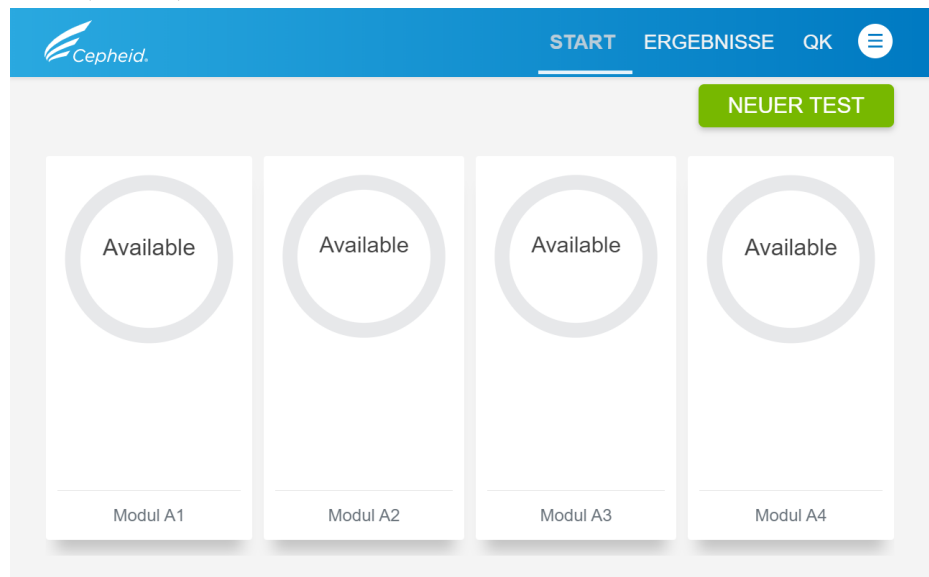 Cepheid.
START ERGEBNISSE QK
NEUER TEST
Available Available Available Available
Modul A1 Modul A2 Modul A3 Modul A4